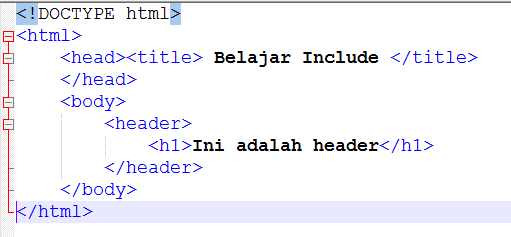 <!DOCTYPE html>
<html>
<head><title> Belajar Include </title>
</head>
<body>
<header>
<h1>Ini adalah header</h1>
</header>
</body>
</html>